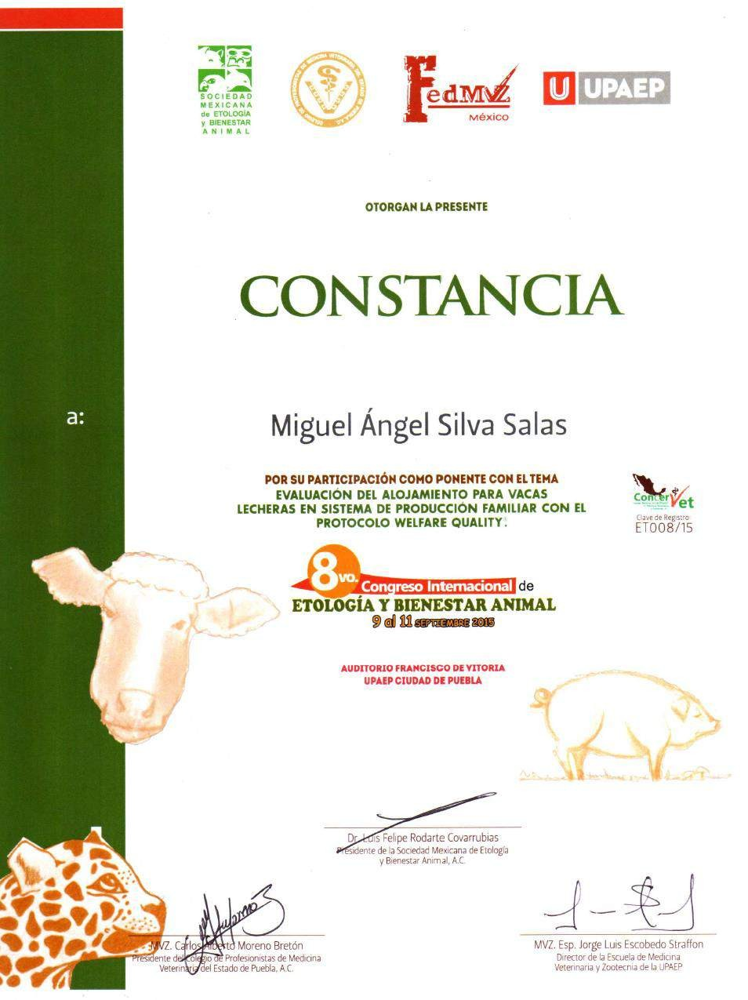 SOCIEDAD
MEXICANA
de ETOLOGÍA
y BIENESTAR
ANIMAL
FedMVZ
México
U UPAEP
OTORGAN LA PRESENTE
CONSTANCIA
a:
Miguel Ángel Silva Salas
POR SU PARTICIPACIÓN COMO PONENTE CON EL TEMA
EVALUACIÓN DEL ALOJAMIENTO PARA VACAS
LECHERAS EN SISTEMA DE PRODUCCIÓN FAMILIAR CON EL
PROTOCOLO WELFARE QUALITY
ConcerVet
Clave de Registro
ET008/15
8vo. Congreso Internacional de
ETOLOGÍA Y BIENESTAR ANIMAL
9 al 11 SEPTIEMBRE 2015
AUDITORIO FRANCISCO DE VITORIA
UPAEP CIUDAD DE PUEBLA
Dr. Luis Felipe Rodarte Covarrubias
Presidente de la Sociedad Mexicana de Etología
y Bienestar Animal, A.C.
MVZ. Carlos Alberto Moreno Bretón
Presidente del Colegio de Profesionistas de Medicina
Veterinaria del Estado de Puebla, A.C.
MVZ. Esp. Jorge Luis Escobedo Straffon
Director de la Escuela de Medicina
Veterinaria y Zootecnia de la UPAEP